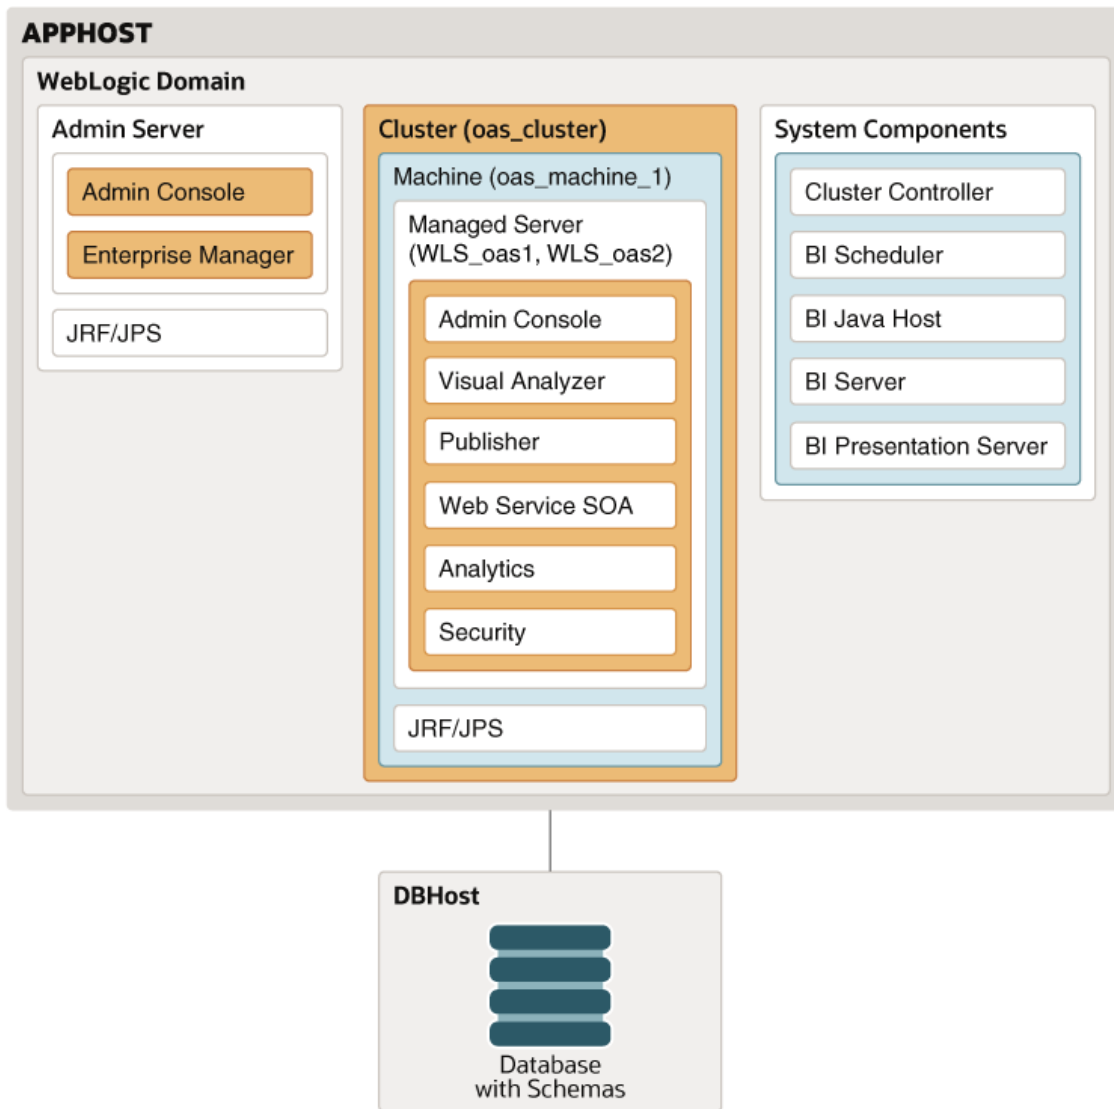 APPHOST
WebLogic Domain
Admin Server
Admin Console
Enterprise Manager
JRF/JPS
Cluster (oas_cluster)
Machine (oas_machine_1)
Managed Server
(WLS_oas1, WLS_oas2)
Admin Console
Visual Analyzer
Publisher
Web Service SOA
Analytics
Security
JRF/JPS
System Components
Cluster Controller
BI Scheduler
BI Java Host
BI Server
BI Presentation Server
DBHost
Database
with Schemas